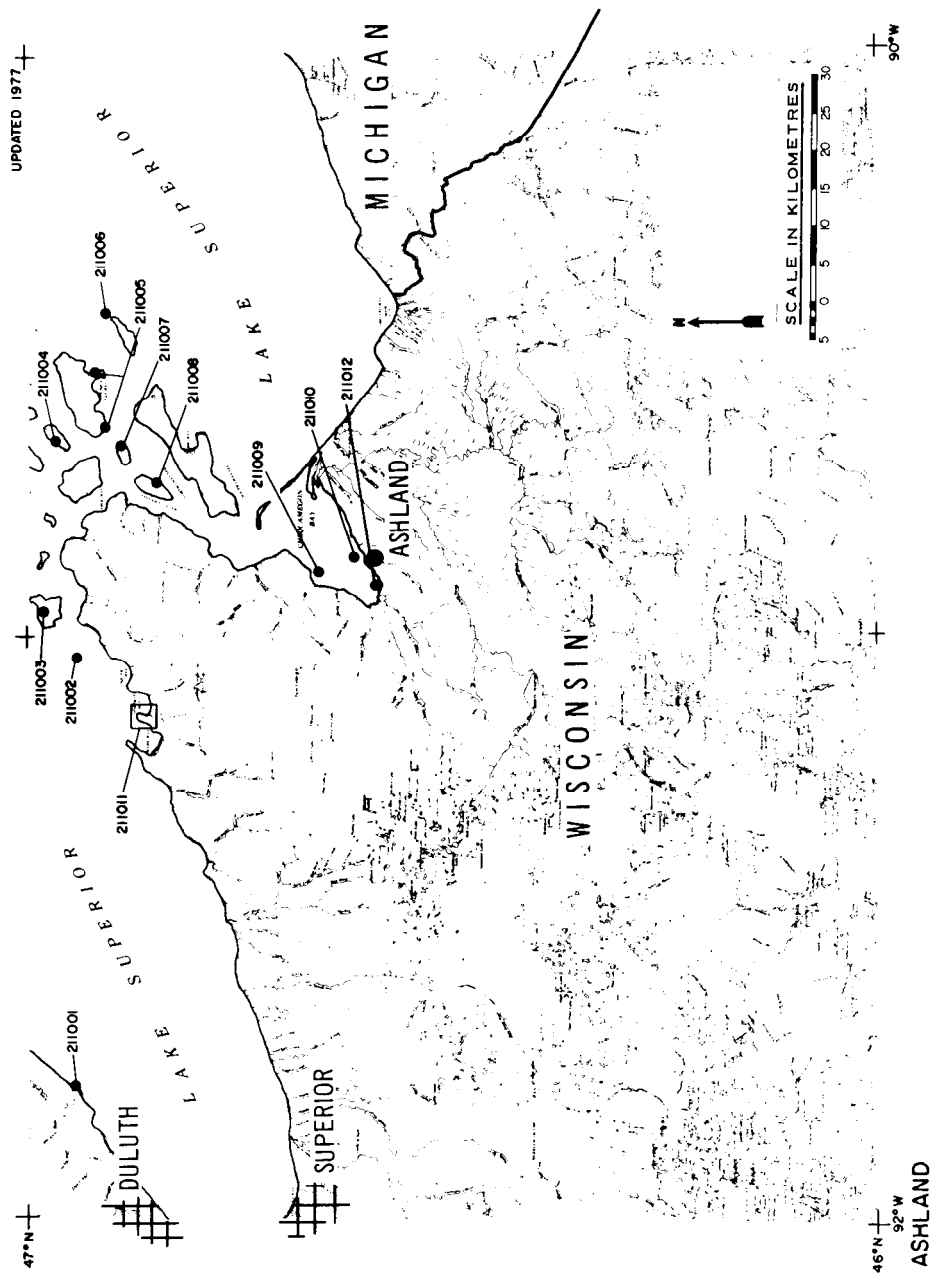 UPDATED 1977
47°N
211004
211006
211005
211007
211008
211003
211002
211011
211001
LAKE SUPERIOR
LAKE SUPERIOR
DULUTH
SUPERIOR
211009
211010
211012
BAY
ASHLAND
MICHIGAN
WISCONSIN
N
SCALE IN KILOMETRES
5 0 5 10 15 20 25 30
46°N
92°W
90°W
ASHLAND